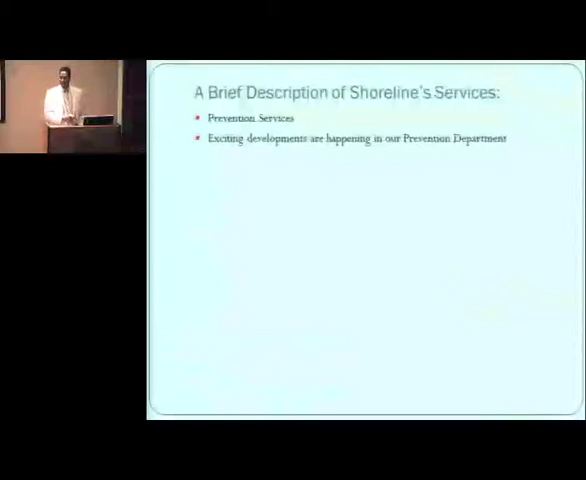 A Brief Description of Shoreline's Services:
Prevention Services
Exciting developments are happening in our Prevention Department